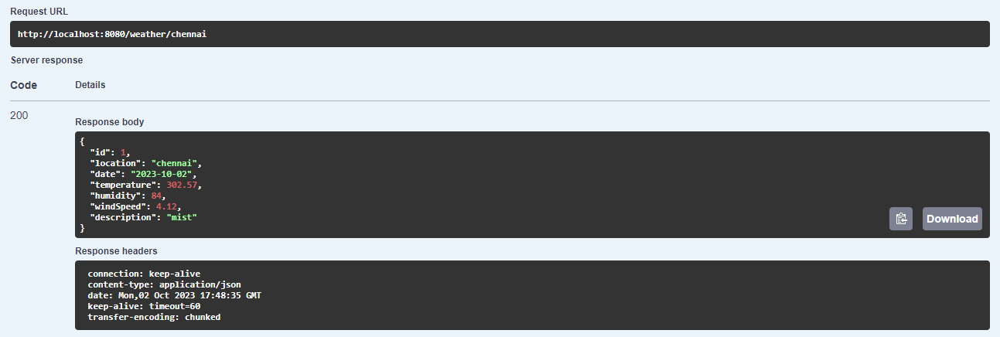 Request URL
http://localhost:8080/weather/chennai
Server response
Code Details
200
Response body
{
  "id": 1,
  "location": "chennai",
  "date": "2023-10-02",
  "temperature": 302.57,
  "humidity": 84,
  "windSpeed": 4.12,
  "description": "mist"
}
Download
Response headers
connection: keep-alive
content-type: application/json
date: Mon,02 Oct 2023 17:48:35 GMT
keep-alive: timeout=60
transfer-encoding: chunked